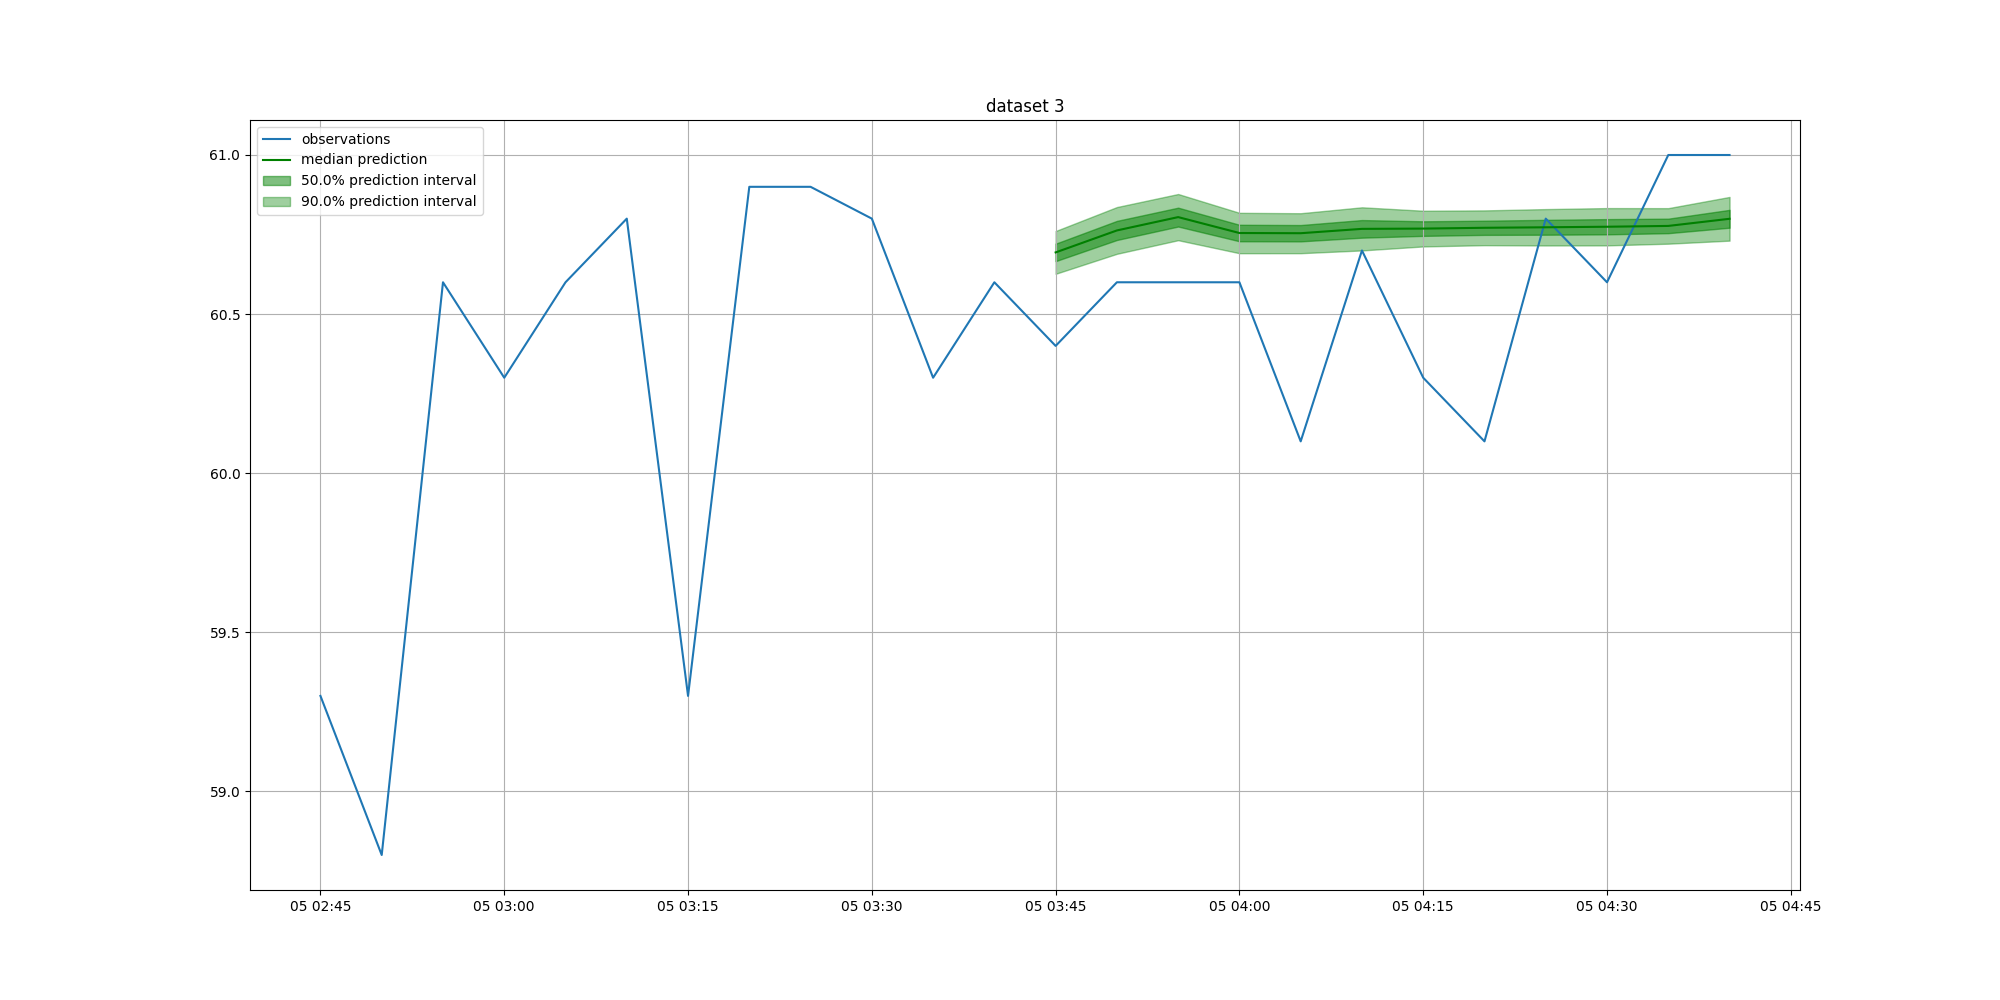 dataset 3
observations
median prediction
50.0% prediction interval
90.0% prediction interval
61.0
60.5
60.0
59.5
59.0
05 02:45 05 03:00 05 03:15 05 03:30 05 03:45 05 04:00 05 04:15 05 04:30 05 04:45